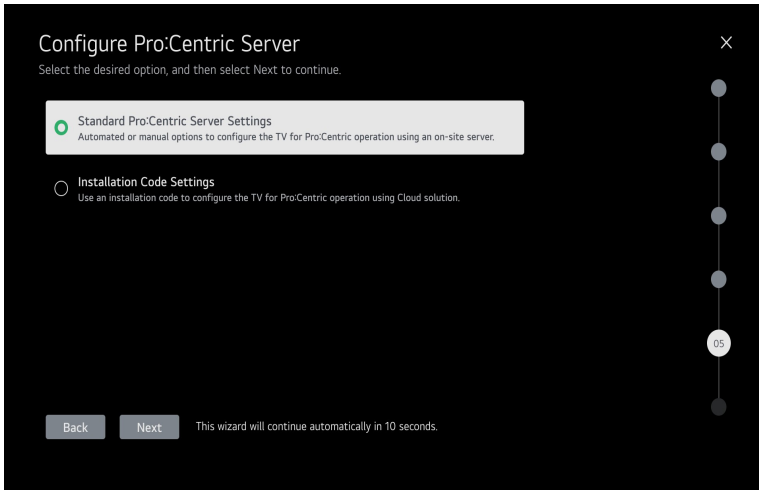 Configure Pro:Centric Server
Select the desired option, and then select Next to continue.
Standard Pro:Centric Server Settings
Automated or manual options to configure the TV for Pro:Centric operation using an on-site server.
Installation Code Settings
Use an installation code to configure the TV for Pro:Centric operation using Cloud solution.
05
Back Next This wizard will continue automatically in 10 seconds.